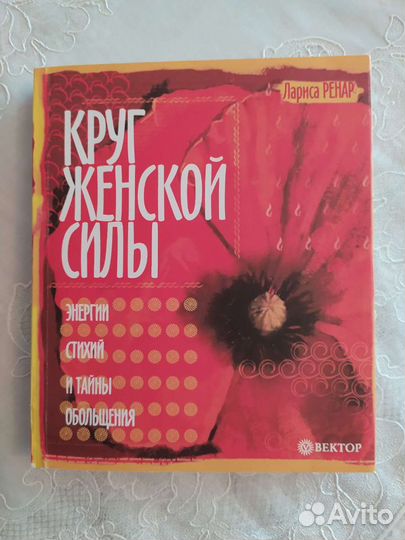 Лариса РЕНАР
КРУГ
ЖЕНСКОЙ
СИЛЫ
ЭНЕРГИИ
СТИХИЙ
И ТАЙНЫ
ОБОЛЬЩЕНИЯ
ВЕКТОР
Avito